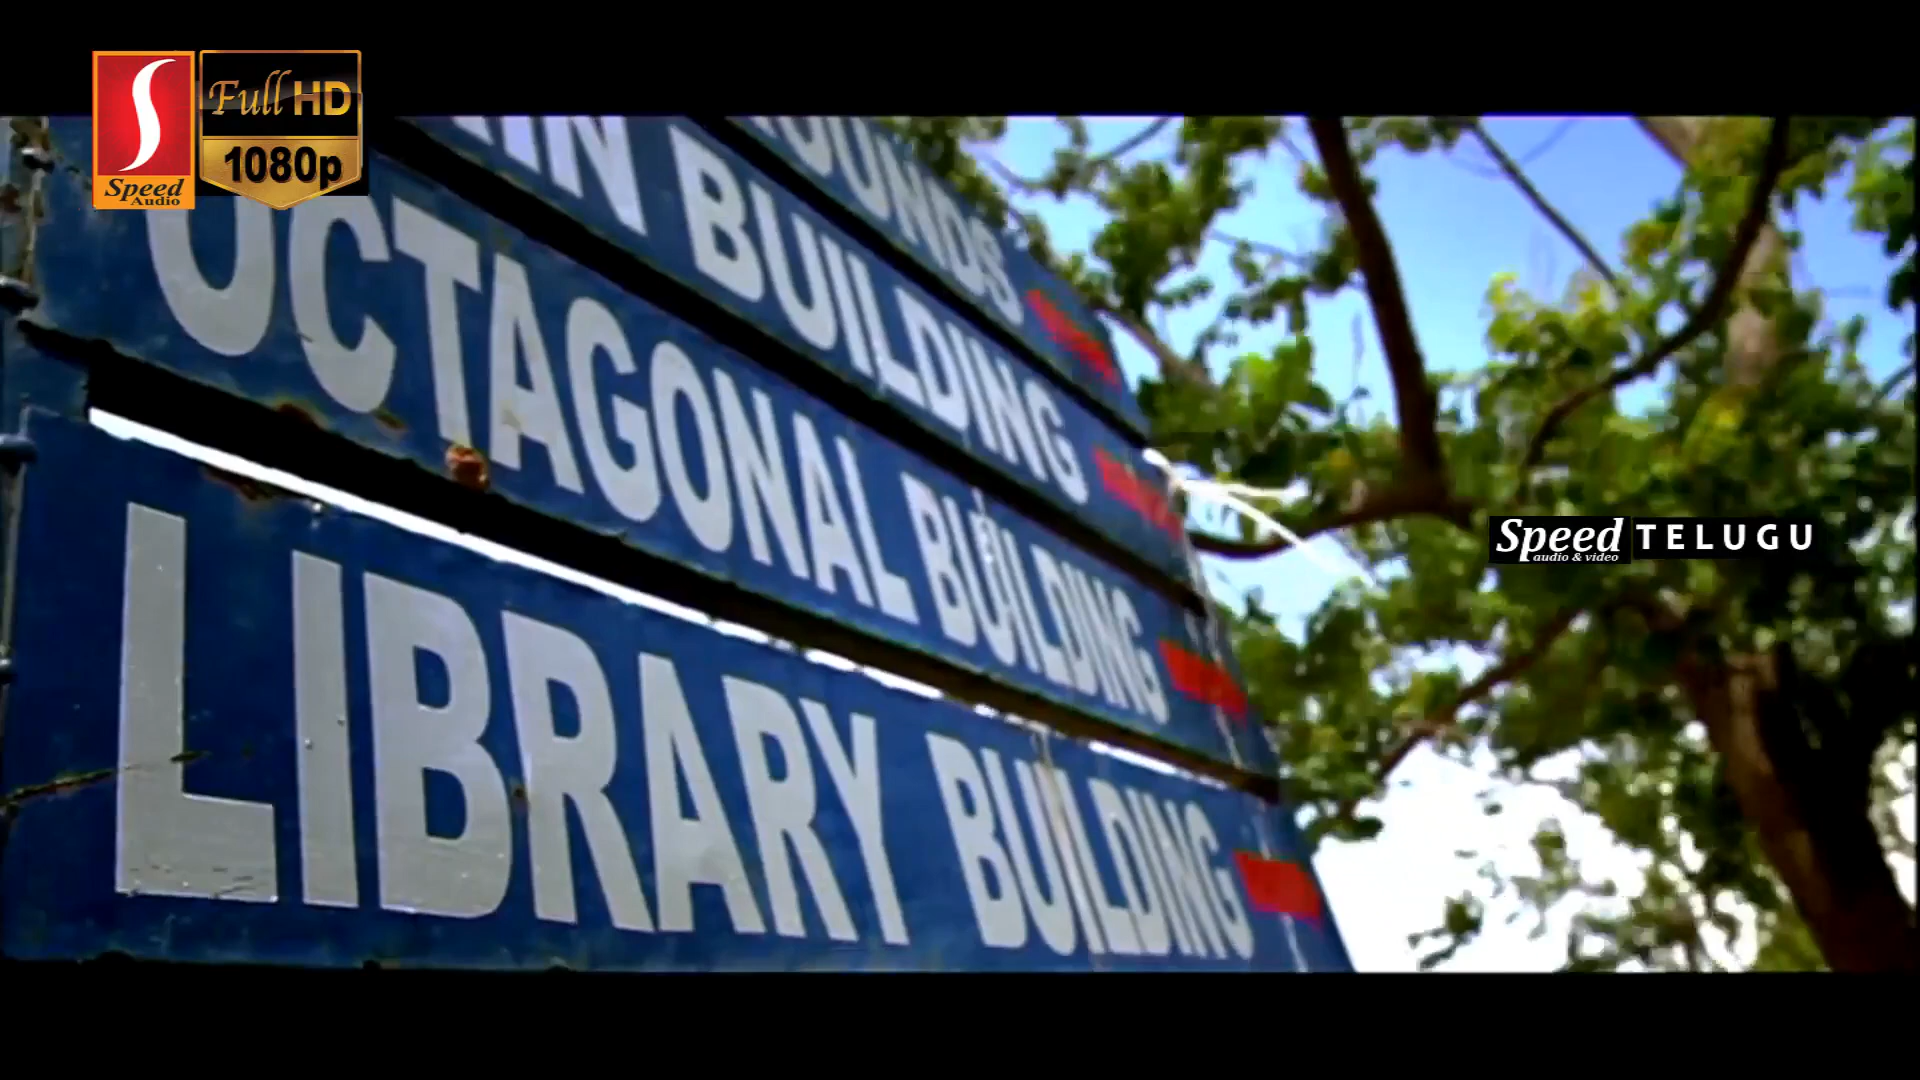 S
Speed
Audio
Full HD
1080p
BUILDING
OCTAGONAL BUILDING
LIBRARY BUILDING
Speed
audio & video
TELUGU